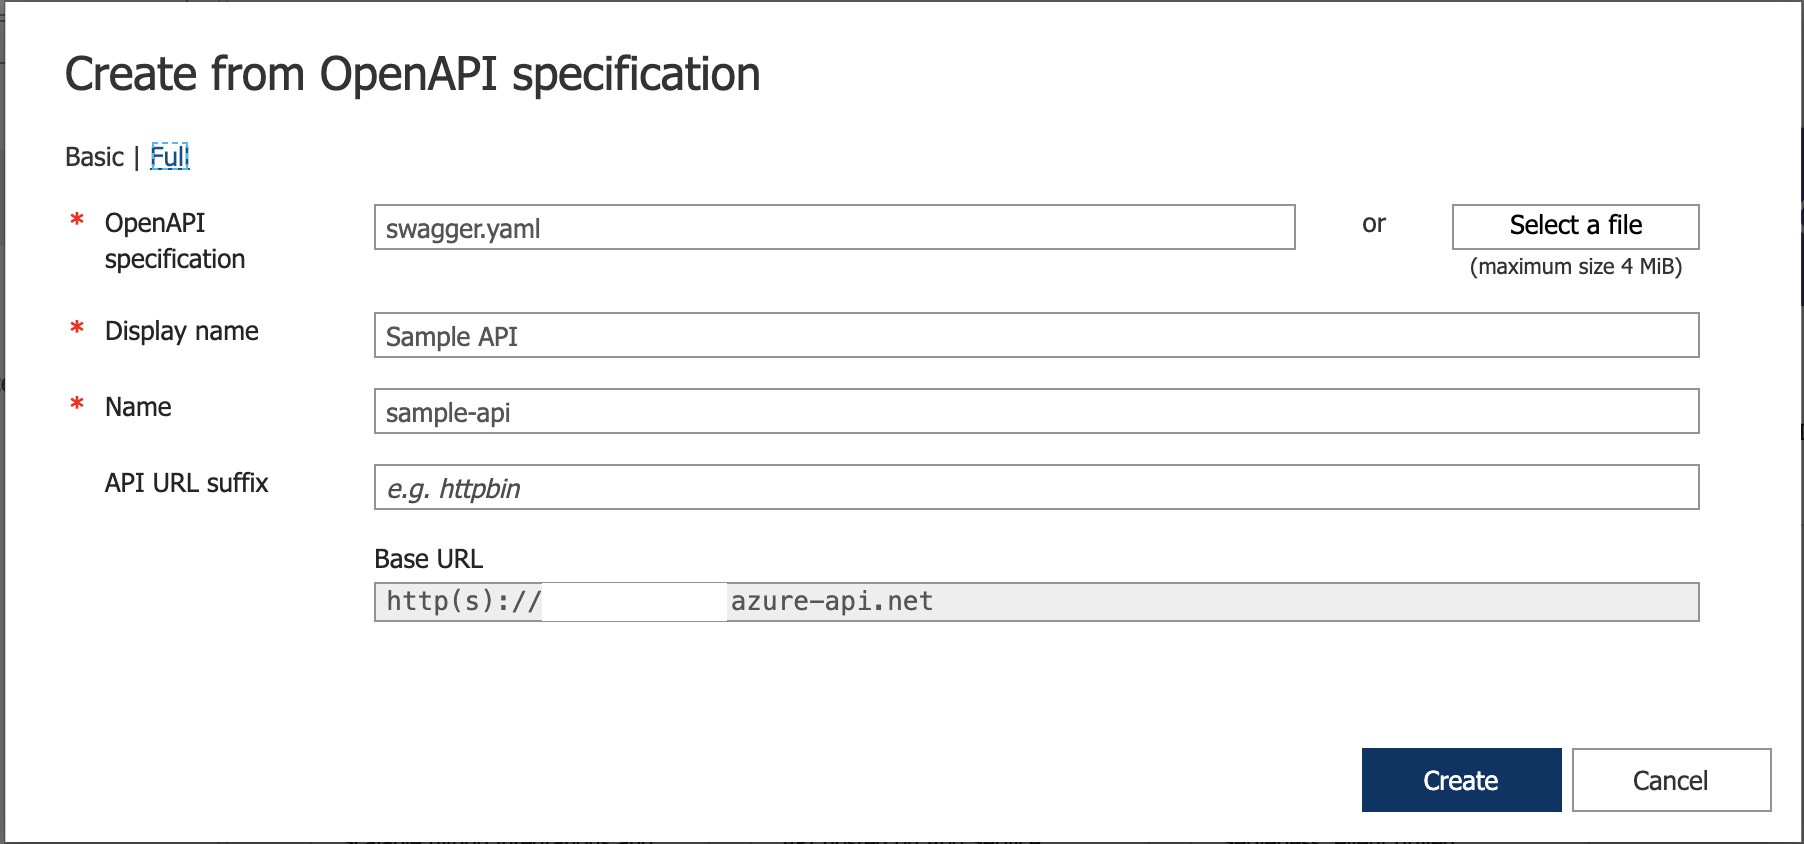 Create from OpenAPI specification
Basic | Full
* OpenAPI specification
swagger.yaml
or
Select a file
(maximum size 4 MiB)
* Display name
Sample API
* Name
sample-api
API URL suffix
e.g. httpbin
Base URL
http(s):// azure-api.net
Create
Cancel